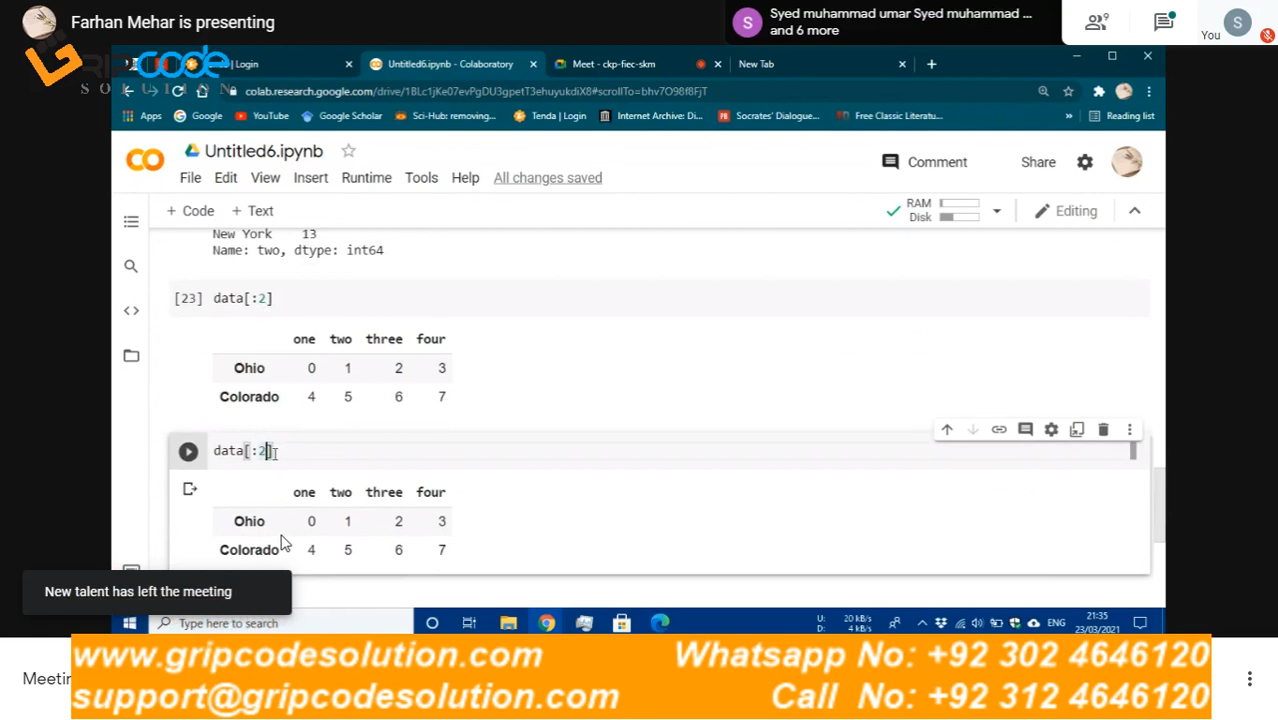 Farhan Mehar is presenting
Syed muhammad umar Syed muhammad ...
and 6 more
S
You
S
code
Login
Untitled6.ipynb - Colaboratory
Meet - ckp-fiec-skm
New Tab
colab.research.google.com/drive/1BLc1jKe07evPgDU3gpetT3ehuyukdiX8#scrollTo=bhv7O98f8FjT
Apps
Google
YouTube
Google Scholar
Sci-Hub: removing...
Tenda | Login
Internet Archive: Di...
Socrates' Dialogue...
Free Classic Literatu...
»
Reading list
Untitled6.ipynb
Comment
Share
File Edit View Insert Runtime Tools Help All changes saved
+ Code + Text
RAM
Disk
Editing
New York 13
Name: two, dtype: int64
[23] data[:2]
one two three four
Ohio 0 1 2 3
Colorado 4 5 6 7
data[:2]
one two three four
Ohio 0 1 2 3
Colorado 4 5 6 7
New talent has left the meeting
Type here to search
U: 20 kB/s
D: 4 kB/s
ENG
21:35
23/03/2021
www.gripcodesolution.com
Whatsapp No: +92 302 4646120
Meetin
support@gripcodesolution.com
Call No: +92 312 4646120